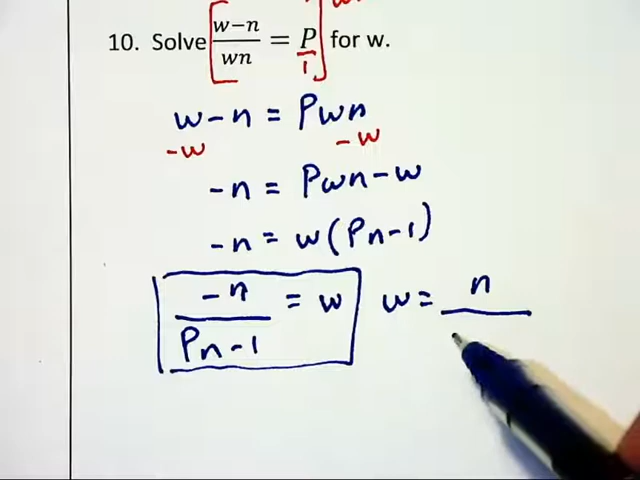 10. Solve [(w−n)/(wn) = P/1] for w.
w - n = Pwn
-w -w
-n = Pwn - w
-n = w(Pn-1)
-n/(Pn-1) = w w = n